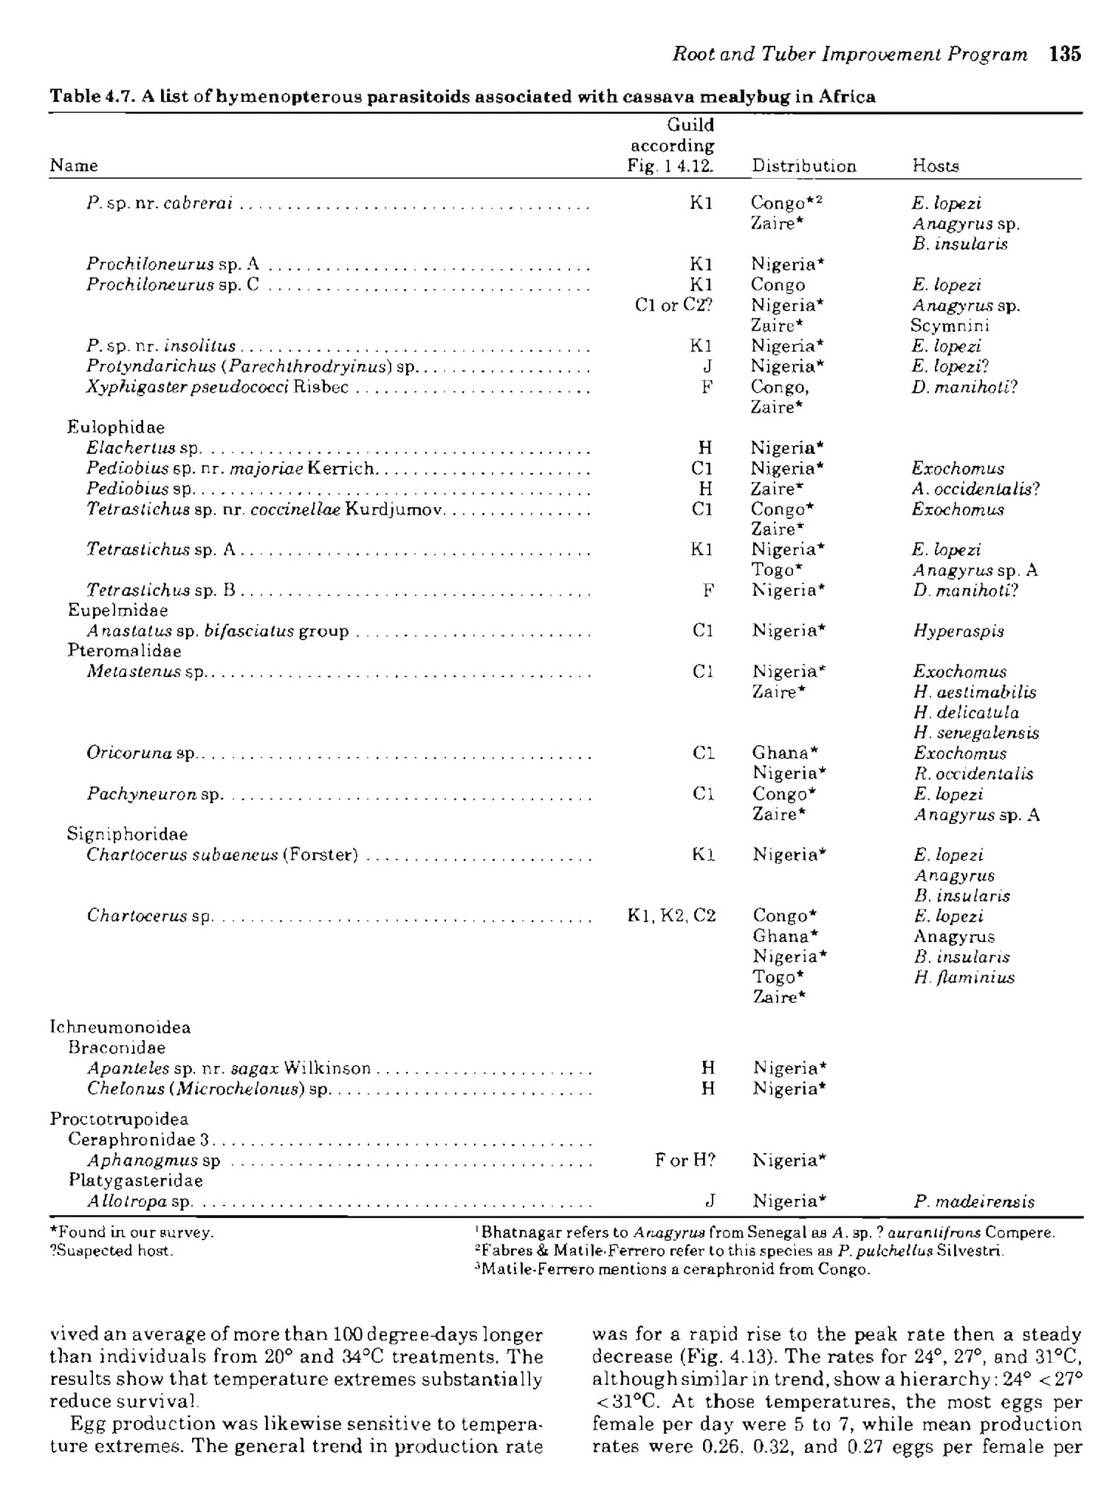 Root and Tuber Improvement Program 135
Table 4.7. A list of hymenopterous parasitoids associated with cassava mealybug in Africa
Guild
according
Name Fig. 1 4.12. Distribution Hosts
P. sp. nr. cabrerai ..................................... K1 Congo*² E. lopezi
Zaire* Anagyrus sp.
B. insularis
Prochiloneurus sp. A .................................. K1 Nigeria*
Prochiloneurus sp. C .................................. K1 Congo E. lopezi
C1 or C2? Nigeria* Anagyrus sp.
Zaire* Scymnini
P. sp. nr. insolitus..................................... K1 Nigeria* E. lopezi
Protyndarichus (Parechthrodryinus) sp................... J Nigeria* E. lopezi?
Xyphigaster pseudococci Risbec ......................... F Congo, D. manihoti?
Zaire*
Eulophidae
Elachertus sp.......................................... H Nigeria*
Pediobius sp. nr. majoriae Kerrich....................... C1 Nigeria* Exochomus
Pediobius sp........................................... H Zaire* A. occidentalis?
Tetrastichus sp. nr. coccinellae Kurdjumov................ C1 Congo* Exochomus
Zaire*
Tetrastichus sp. A..................................... K1 Nigeria* E. lopezi
Togo* Anagyrus sp. A
Tetrastichus sp. B..................................... F Nigeria* D. manihoti?
Eupelmidae
Anastatus sp. bifasciatus group ......................... C1 Nigeria* Hyperaspis
Pteromalidae
Metastenus sp......................................... C1 Nigeria* Exochomus
Zaire* H. aestimabilis
H. delicatula
H. senegalensis
Oricoruna sp.......................................... C1 Ghana* Exochomus
Nigeria* R. occidentalis
Pachyneuron sp. ....................................... C1 Congo* E. lopezi
Zaire* Anagyrus sp. A
Signiphoridae
Chartocerus subaeneus (Forster) ........................ K1 Nigeria* E. lopezi
Anagyrus
B. insularis
Chartocerus sp......................................... K1, K2, C2 Congo* E. lopezi
Ghana* Anagyrus
Nigeria* B. insularis
Togo* H. flaminius
Zaire*
Ichneumonoidea
Braconidae
Apanteles sp. nr. sagax Wilkinson ....................... H Nigeria*
Chelonus (Microchelonus) sp............................ H Nigeria*
Proctotrupoidea
Ceraphronidae 3........................................
Aphanogmus sp ...................................... F or H? Nigeria*
Platygasteridae
Allotropa sp. .......................................... J Nigeria* P. madeirensis
*Found in our survey.
?Suspected host.
¹Bhatnagar refers to Anagyrus from Senegal as A. sp. ? aurantifrons Compere.
²Fabres & Matile-Ferrero refer to this species as P. pulchellus Silvestri.
³Matile-Ferrero mentions a ceraphronid from Congo.
vived an average of more than 100 degree-days longer
than individuals from 20° and 34°C treatments. The
results show that temperature extremes substantially
reduce survival.
Egg production was likewise sensitive to tempera-
ture extremes. The general trend in production rate
was for a rapid rise to the peak rate then a steady
decrease (Fig. 4.13). The rates for 24°, 27°, and 31°C,
although similar in trend, show a hierarchy: 24° < 27°
< 31°C. At those temperatures, the most eggs per
female per day were 5 to 7, while mean production
rates were 0.26, 0.32, and 0.27 eggs per female per